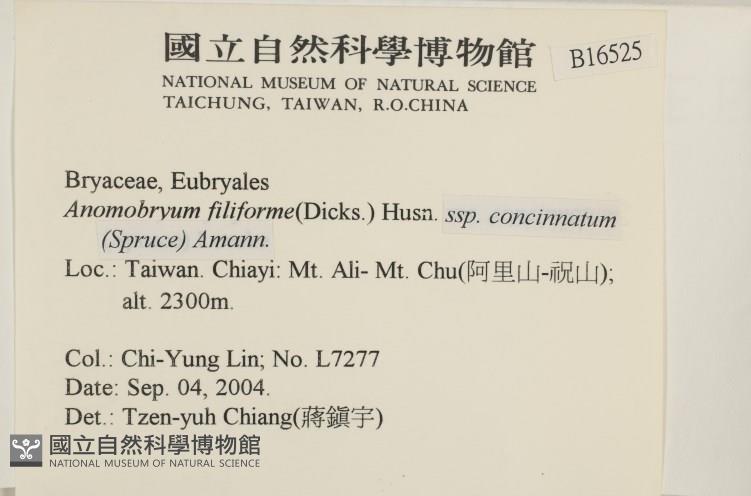 國立自然科學博物館
B16525
NATIONAL MUSEUM OF NATURAL SCIENCE
TAICHUNG, TAIWAN, R.O.CHINA
Bryaceae, Eubryales
Anomobryum filiforme(Dicks.) Husn. ssp. concinnatum
(Spruce) Amann.
Loc.: Taiwan. Chiayi: Mt. Ali- Mt. Chu(阿里山-祝山);
alt. 2300m.
Col.: Chi-Yung Lin; No. L7277
Date: Sep. 04, 2004.
Det.: Tzen-yuh Chiang(蔣鎭宇)
國立自然科學博物館
NATIONAL MUSEUM OF NATURAL SCIENCE